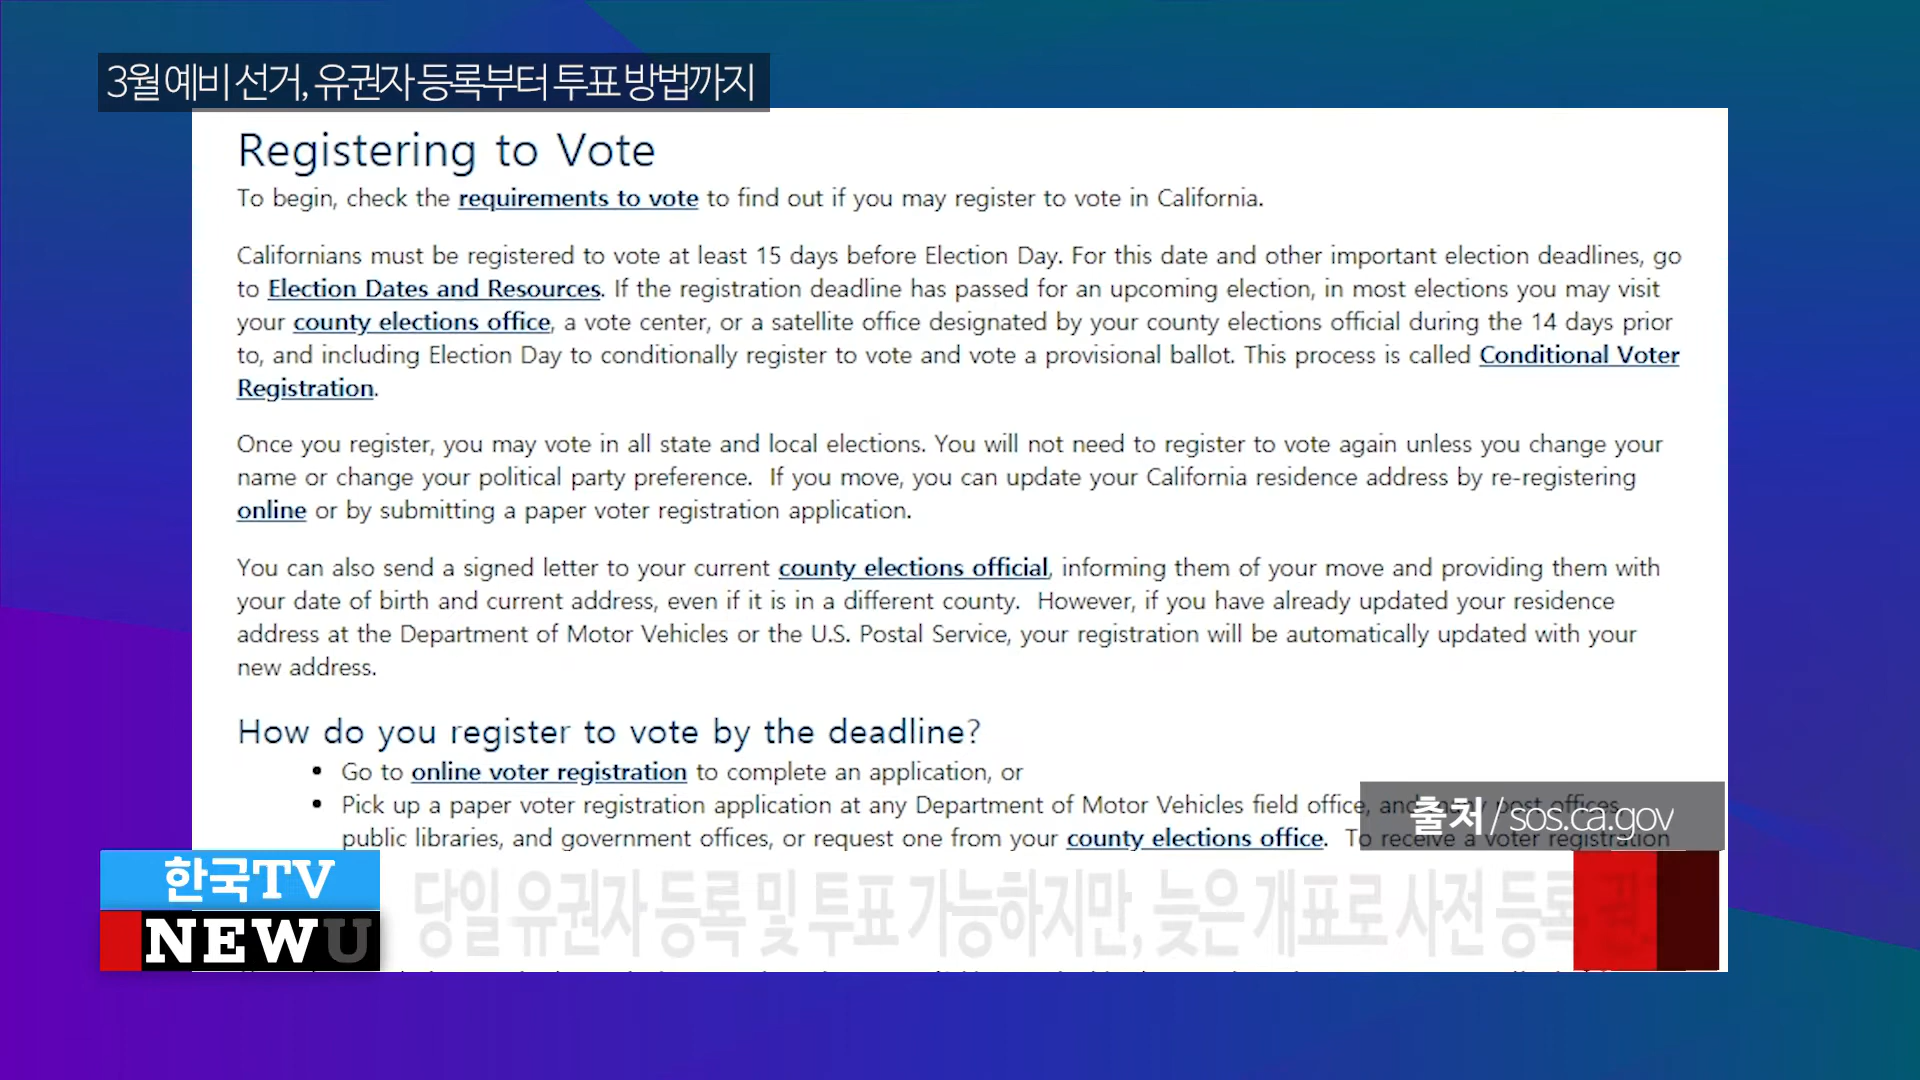 3월 예비 선거, 유권자 등록부터 투표 방법까지
Registering to Vote
To begin, check the requirements to vote to find out if you may register to vote in California.
Californians must be registered to vote at least 15 days before Election Day. For this date and other important election deadlines, go
to Election Dates and Resources. If the registration deadline has passed for an upcoming election, in most elections you may visit
your county elections office, a vote center, or a satellite office designated by your county elections official during the 14 days prior
to, and including Election Day to conditionally register to vote and vote a provisional ballot. This process is called Conditional Voter
Registration.
Once you register, you may vote in all state and local elections. You will not need to register to vote again unless you change your
name or change your political party preference. If you move, you can update your California residence address by re-registering
online or by submitting a paper voter registration application.
You can also send a signed letter to your current county elections official, informing them of your move and providing them with
your date of birth and current address, even if it is in a different county. However, if you have already updated your residence
address at the Department of Motor Vehicles or the U.S. Postal Service, your registration will be automatically updated with your
new address.
How do you register to vote by the deadline?
• Go to online voter registration to complete an application, or
• Pick up a paper voter registration application at any Department of Motor Vehicles field office, and many post offices,
public libraries, and government offices, or request one from your county elections office. To receive a voter registration
출처 / sos.ca.gov
한국TV
NEWU
당일 유권자 등록 및 투표 가능하지만, 늦은 개표로 사전 등록 권